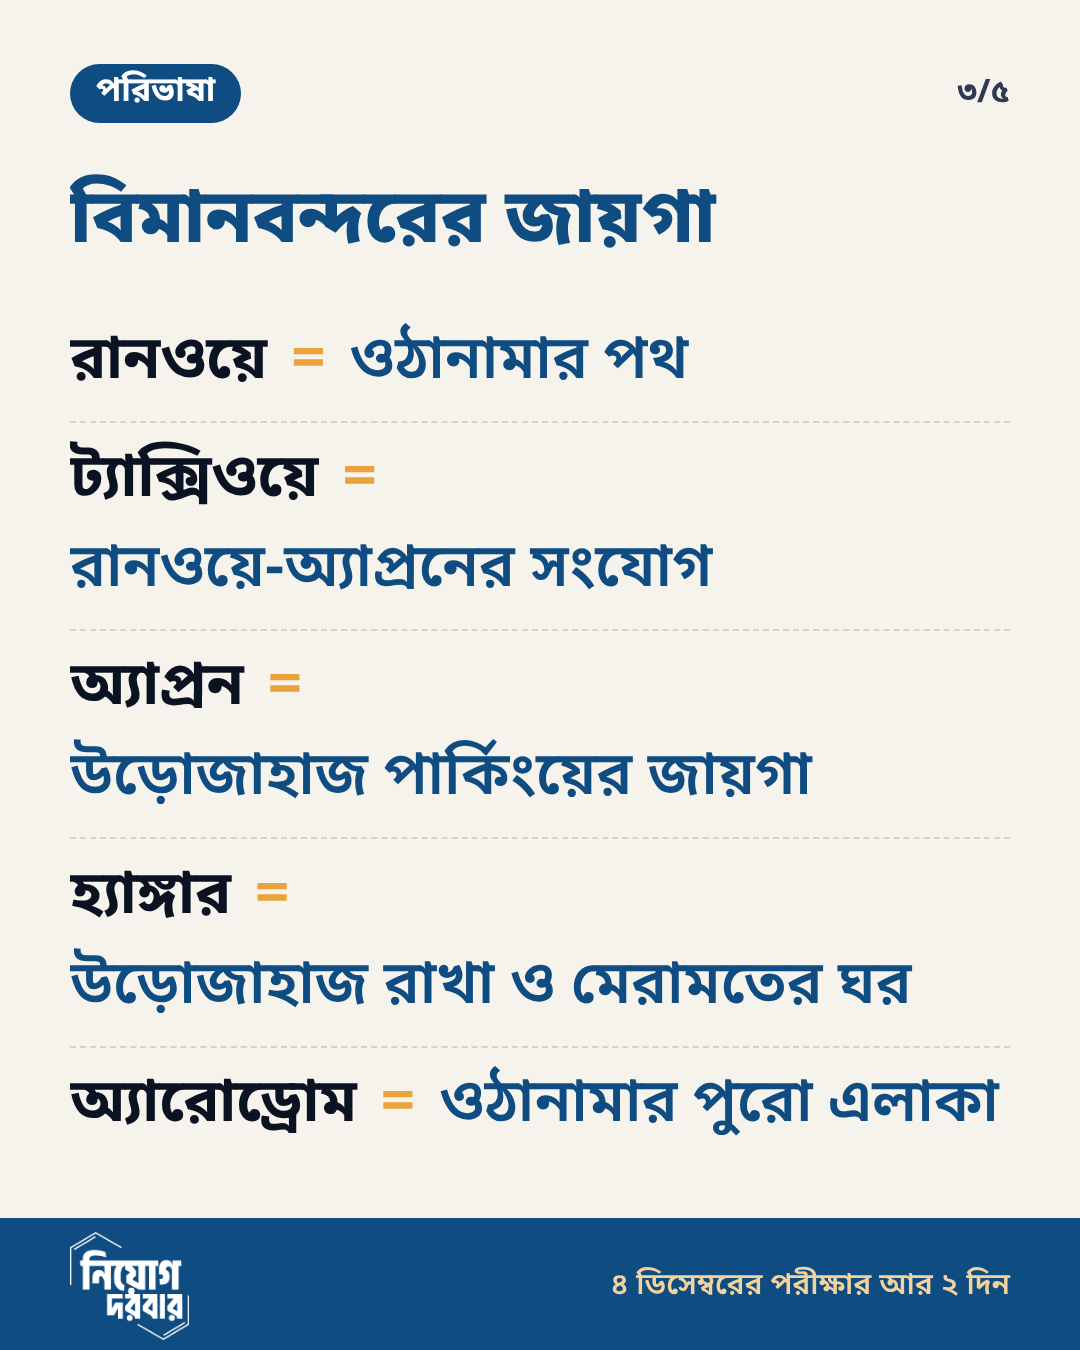 পরিভাষা
৩/৫
বিমানবন্দরের জায়গা
রানওয়ে = ওঠানামার পথ
ট্যাক্সিওয়ে =
রানওয়ে-অ্যাপ্রনের সংযোগ
অ্যাপ্রন =
উড়োজাহাজ পার্কিংয়ের জায়গা
হ্যাঙ্গার =
উড়োজাহাজ রাখা ও মেরামতের ঘর
অ্যারোড্রোম = ওঠানামার পুরো এলাকা
নিয়োগ
দরবার
৪ ডিসেম্বরের পরীক্ষার আর ২ দিন